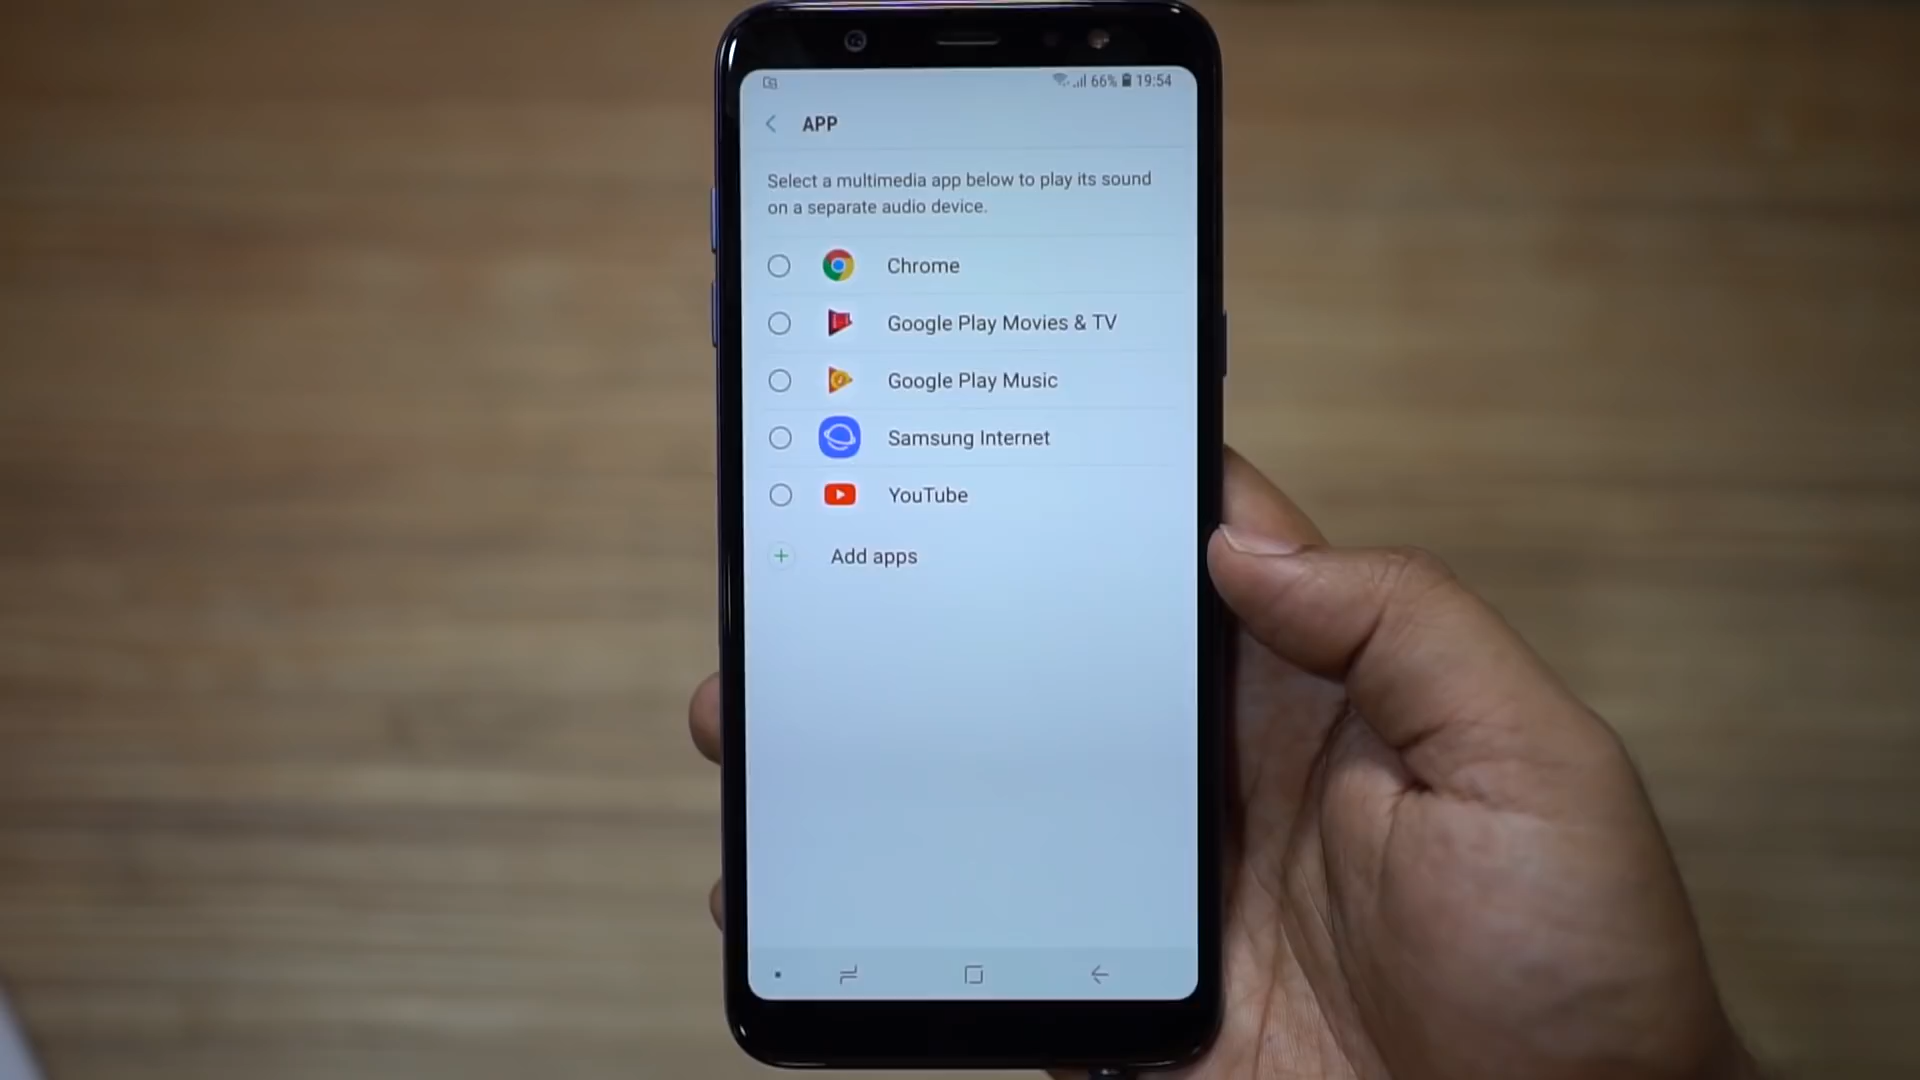 66% 19:54
APP
Select a multimedia app below to play its sound
on a separate audio device.
Chrome
Google Play Movies & TV
Google Play Music
Samsung Internet
YouTube
Add apps